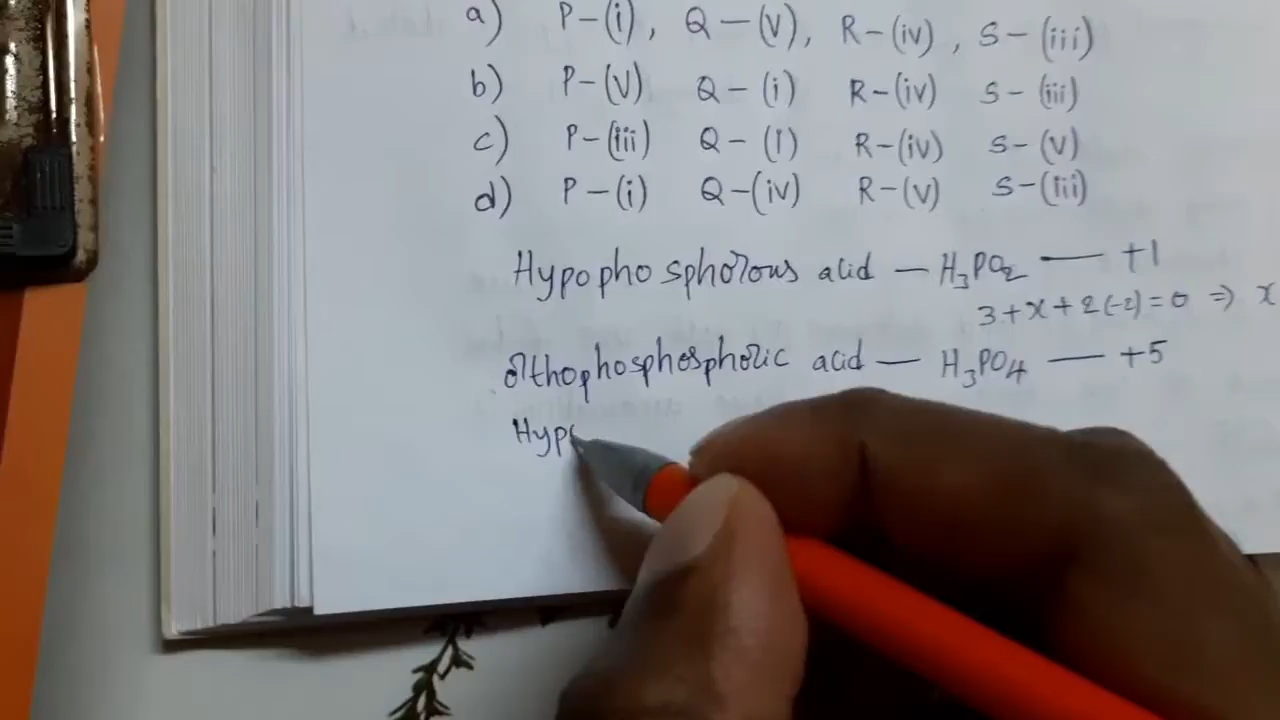 a) P-(i), Q-(V), R-(iv), S-(iii)
b) P-(V) Q-(i) R-(iv) S-(iii)
c) P-(iii) Q-(I) R-(iv) S-(V)
d) P-(i) Q-(iv) R-(V) S-(iii)
Hypophosphorous acid — H₃PO₂ — +1
3+x+2(-2)=0 ⇒ x
orthophosphosphoric acid — H₃PO₄ — +5
Hypo